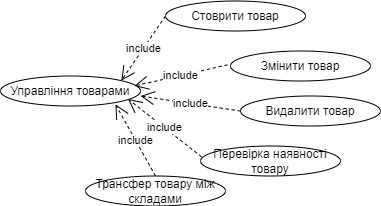 Стоврити товар
include
Змінити товар
include
Управління товарами
include
Видалити товар
include
Перевірка наявності
товару
include
Трансфер товару між
складами